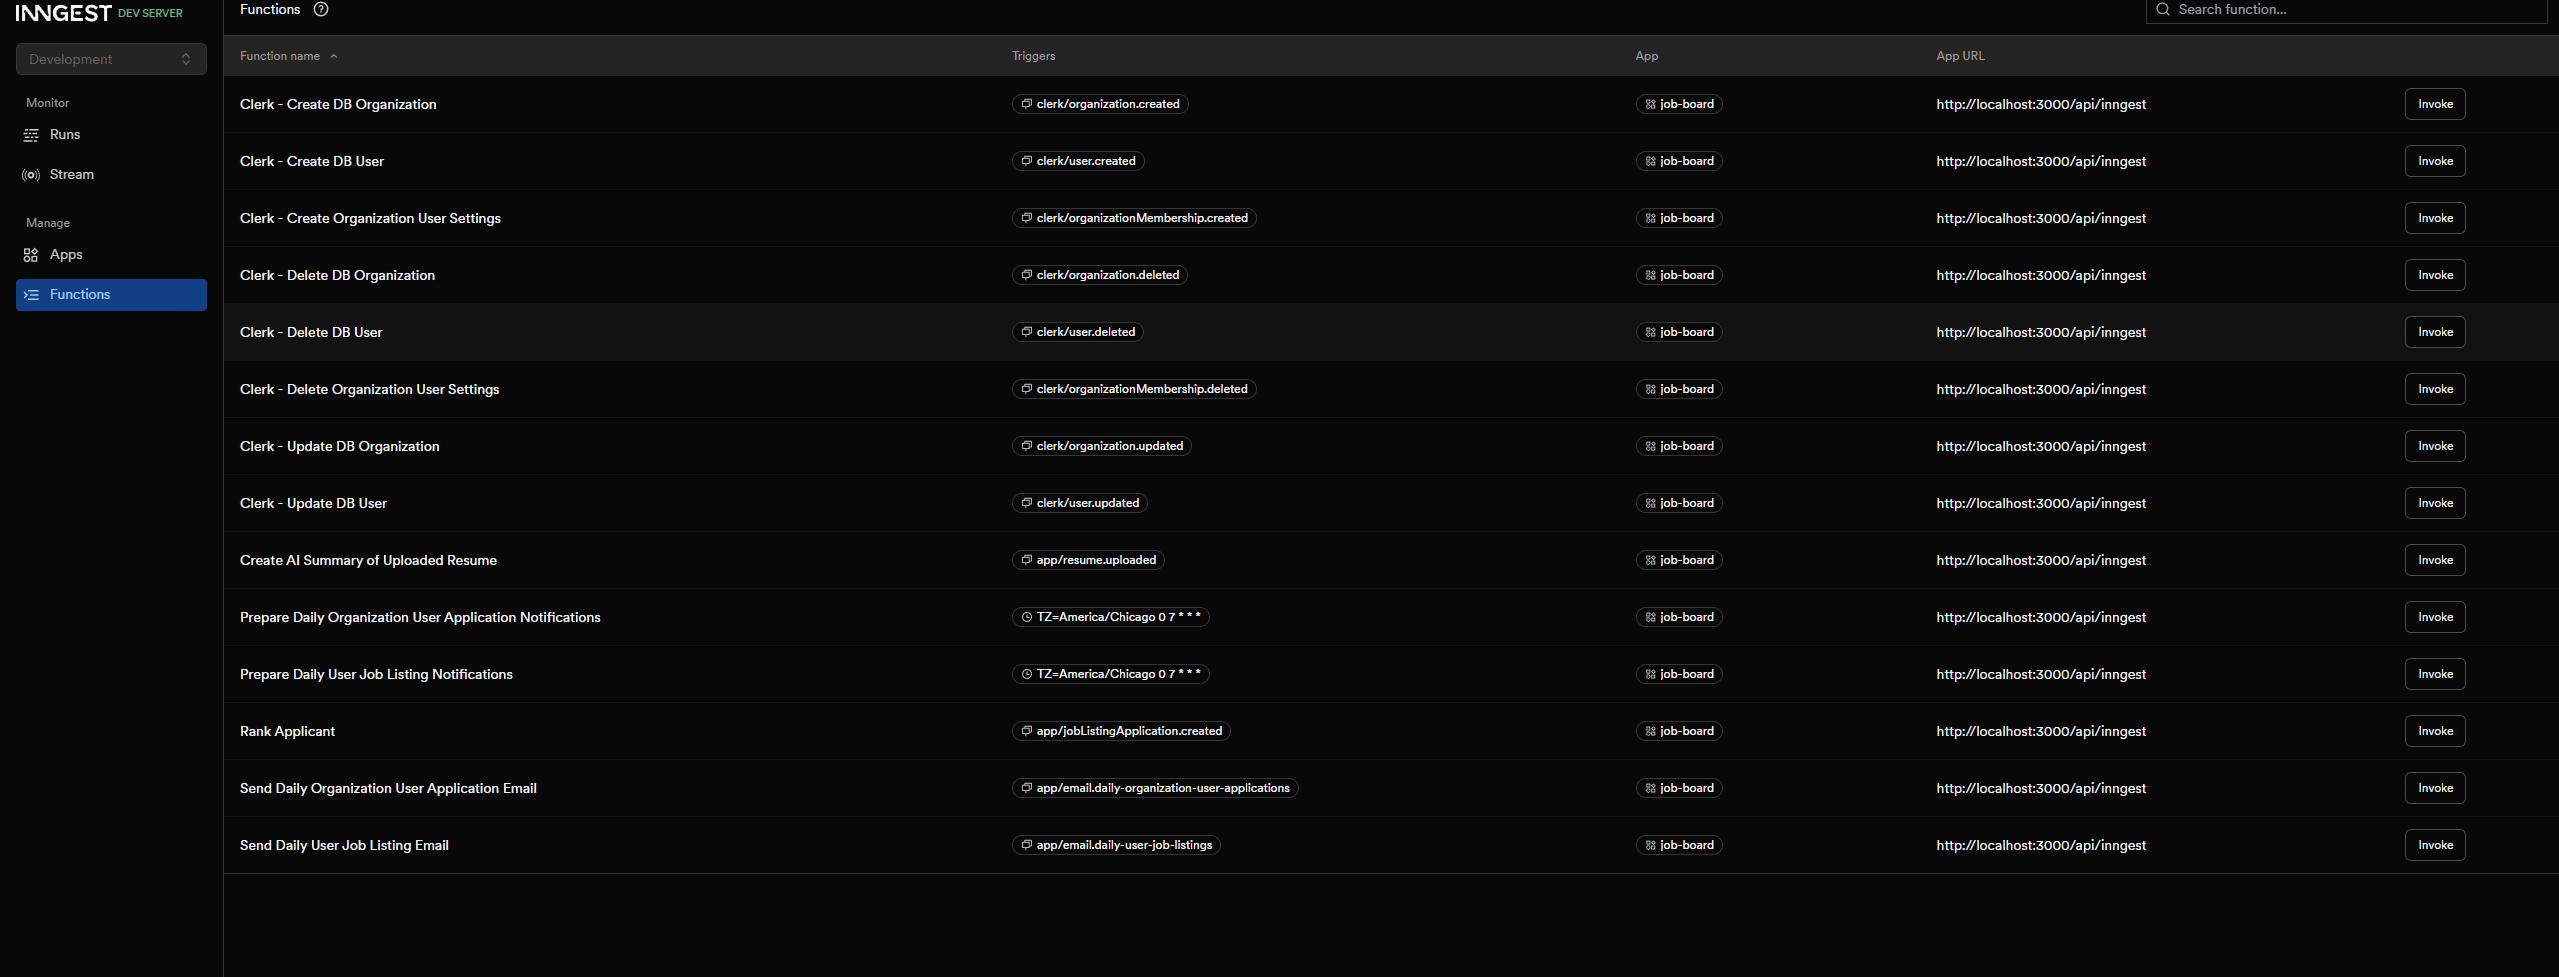 INNGEST DEV SERVER
Development
Monitor
Runs
Stream
Manage
Apps
Functions
Functions
Search function...
Function name Triggers App App URL
Clerk - Create DB Organization clerk/organization.created job-board http://localhost:3000/api/inngest Invoke
Clerk - Create DB User clerk/user.created job-board http://localhost:3000/api/inngest Invoke
Clerk - Create Organization User Settings clerk/organizationMembership.created job-board http://localhost:3000/api/inngest Invoke
Clerk - Delete DB Organization clerk/organization.deleted job-board http://localhost:3000/api/inngest Invoke
Clerk - Delete DB User clerk/user.deleted job-board http://localhost:3000/api/inngest Invoke
Clerk - Delete Organization User Settings clerk/organizationMembership.deleted job-board http://localhost:3000/api/inngest Invoke
Clerk - Update DB Organization clerk/organization.updated job-board http://localhost:3000/api/inngest Invoke
Clerk - Update DB User clerk/user.updated job-board http://localhost:3000/api/inngest Invoke
Create AI Summary of Uploaded Resume app/resume.uploaded job-board http://localhost:3000/api/inngest Invoke
Prepare Daily Organization User Application Notifications TZ=America/Chicago 0 7 * * * job-board http://localhost:3000/api/inngest Invoke
Prepare Daily User Job Listing Notifications TZ=America/Chicago 0 7 * * * job-board http://localhost:3000/api/inngest Invoke
Rank Applicant app/jobListingApplication.created job-board http://localhost:3000/api/inngest Invoke
Send Daily Organization User Application Email app/email.daily-organization-user-applications job-board http://localhost:3000/api/inngest Invoke
Send Daily User Job Listing Email app/email.daily-user-job-listings job-board http://localhost:3000/api/inngest Invoke